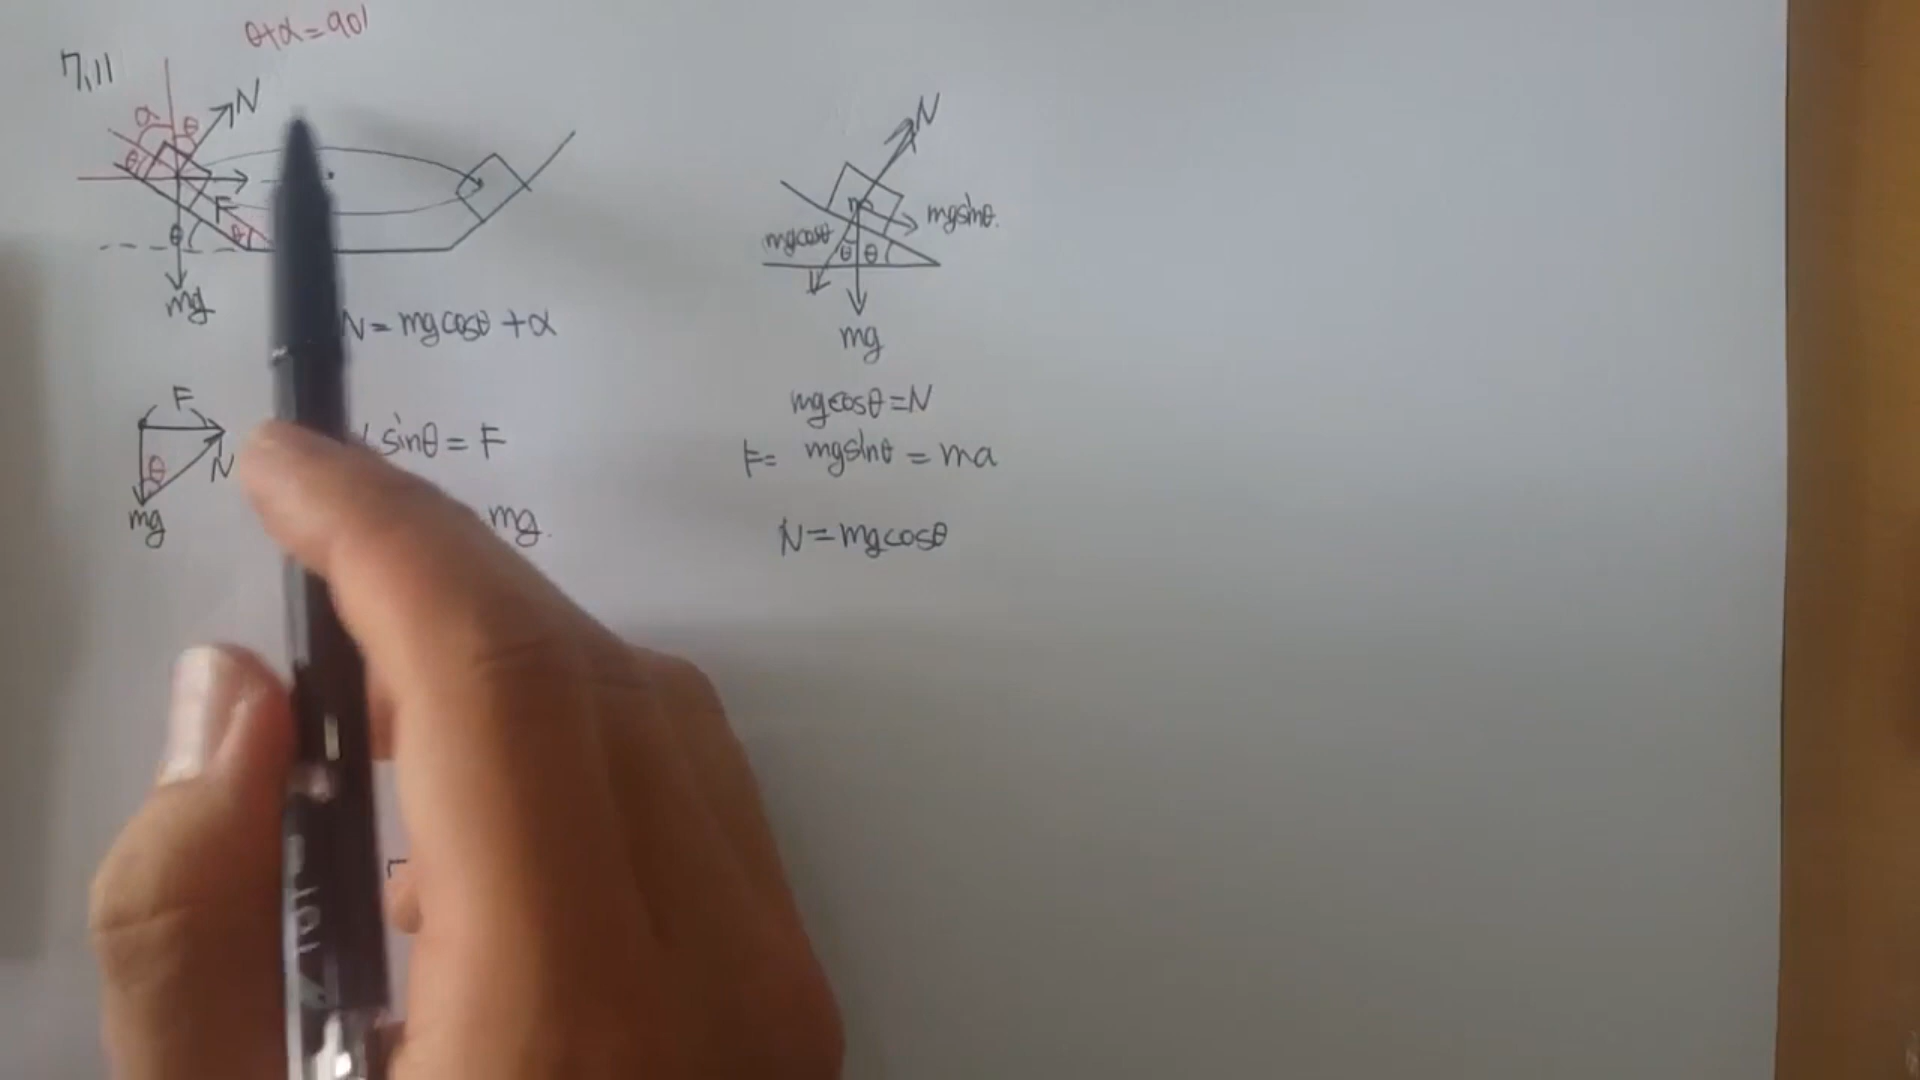 θ+α=90°
7,11
N
α
θ
θ
F
θ
θ
mg
N=mgcosθ+α
F
θ
N
mg
sinθ=F
mg.
N
mgsinθ.
mgcosθ
θ
θ
mg
mgcosθ=N
F= mgsinθ=ma
N=mgcosθ